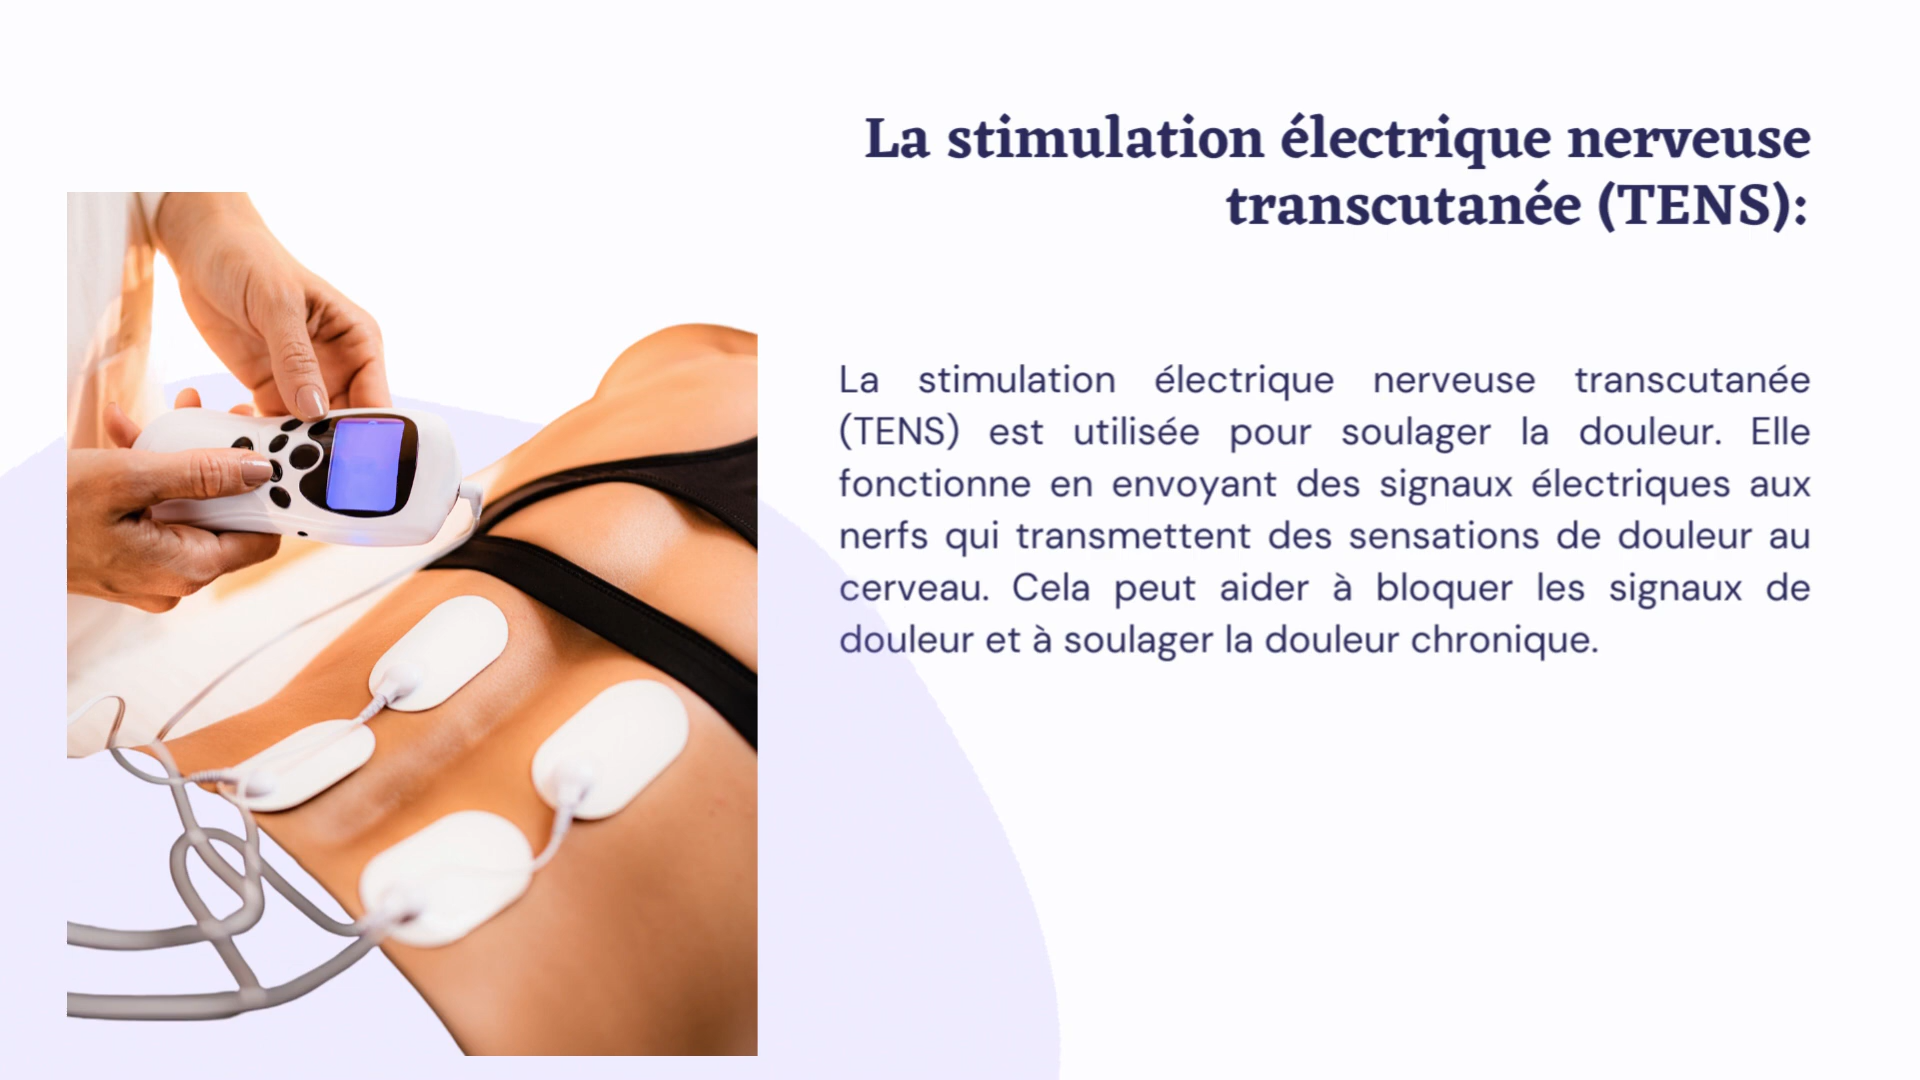 La stimulation électrique nerveuse
transcutanée (TENS):
La stimulation électrique nerveuse transcutanée
(TENS) est utilisée pour soulager la douleur. Elle
fonctionne en envoyant des signaux électriques aux
nerfs qui transmettent des sensations de douleur au
cerveau. Cela peut aider à bloquer les signaux de
douleur et à soulager la douleur chronique.